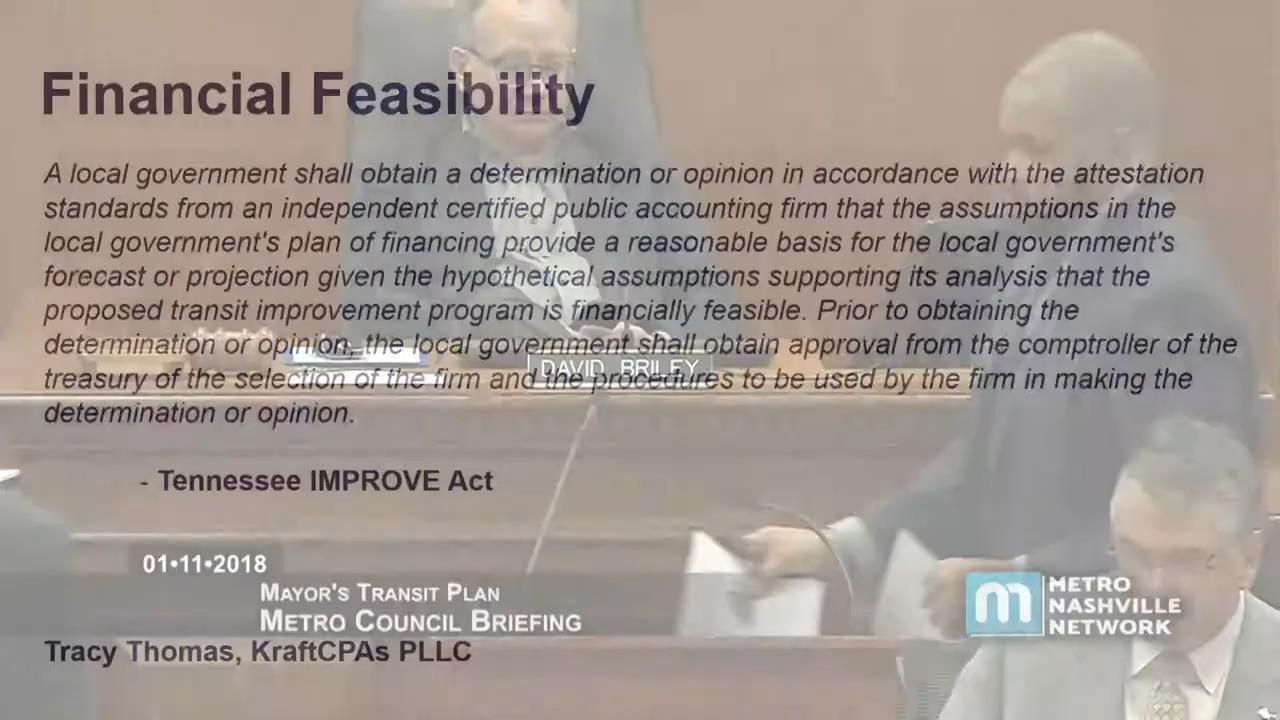 Financial Feasibility
A local government shall obtain a determination or opinion in accordance with the attestation
standards from an independent certified public accounting firm that the assumptions in the
local government's plan of financing provide a reasonable basis for the local government's
forecast or projection given the hypothetical assumptions supporting its analysis that the
proposed transit improvement program is financially feasible. Prior to obtaining the
determination or opinion, the local government shall obtain approval from the comptroller of the
DAVID BRILEY
treasury of the selection of the firm and the procedures to be used by the firm in making the
determination or opinion.
- Tennessee IMPROVE Act
01•11•2018
MAYOR'S TRANSIT PLAN
METRO COUNCIL BRIEFING
m METRO
NASHVILLE
NETWORK
Tracy Thomas, KraftCPAs PLLC